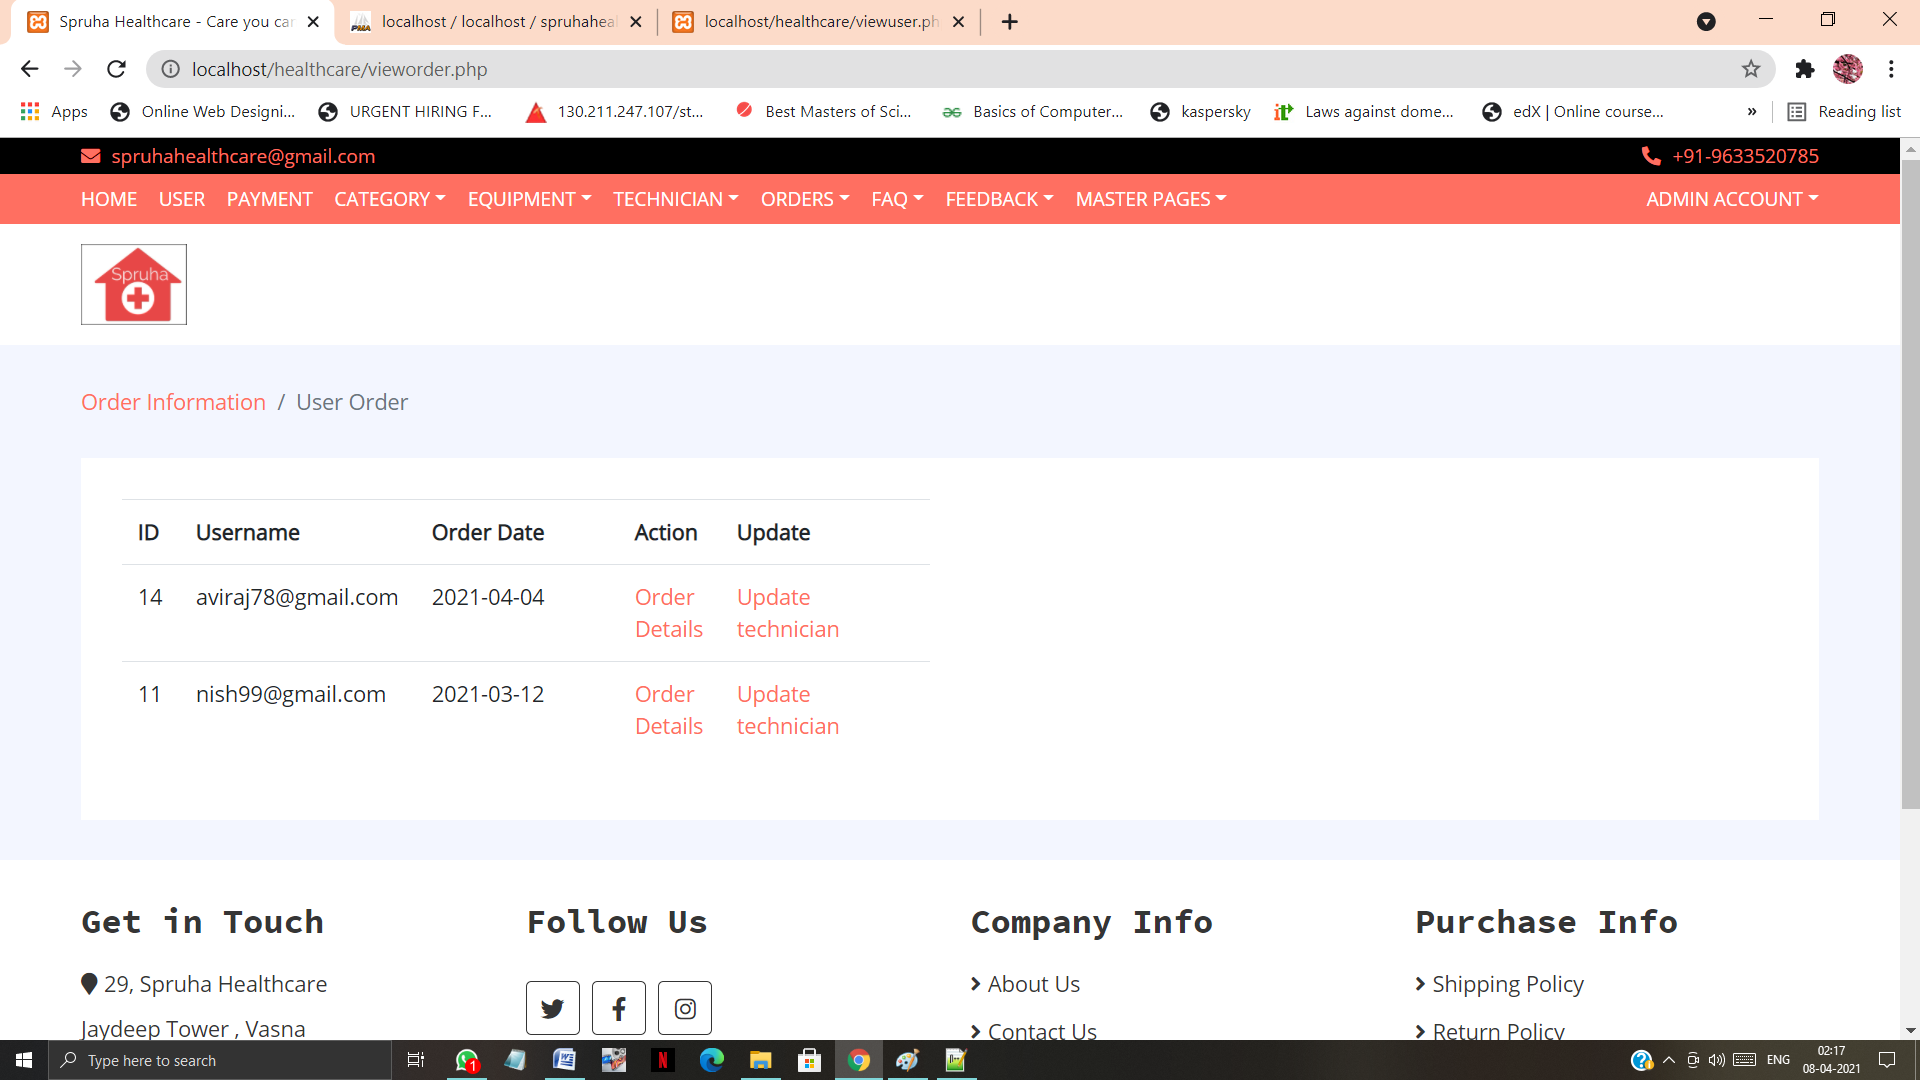 Spruha Healthcare - Care you car
localhost / localhost / spruhaheal
localhost/healthcare/viewuser.ph
localhost/healthcare/vieworder.php
Apps
Online Web Designi...
URGENT HIRING F...
130.211.247.107/st...
Best Masters of Sci...
Basics of Computer...
kaspersky
Laws against dome...
edX | Online course...
»
Reading list
spruhahealthcare@gmail.com
+91-9633520785
HOME USER PAYMENT CATEGORY EQUIPMENT TECHNICIAN ORDERS FAQ FEEDBACK MASTER PAGES ADMIN ACCOUNT
Spruha
Order Information / User Order
ID Username Order Date Action Update
14 aviraj78@gmail.com 2021-04-04 Order Update
Details technician
11 nish99@gmail.com 2021-03-12 Order Update
Details technician
Get in Touch
29, Spruha Healthcare
Jaydeep Tower , Vasna
Follow Us
Company Info
About Us
Contact Us
Purchase Info
Shipping Policy
Return Policy
Type here to search
1
ENG
02:17
08-04-2021